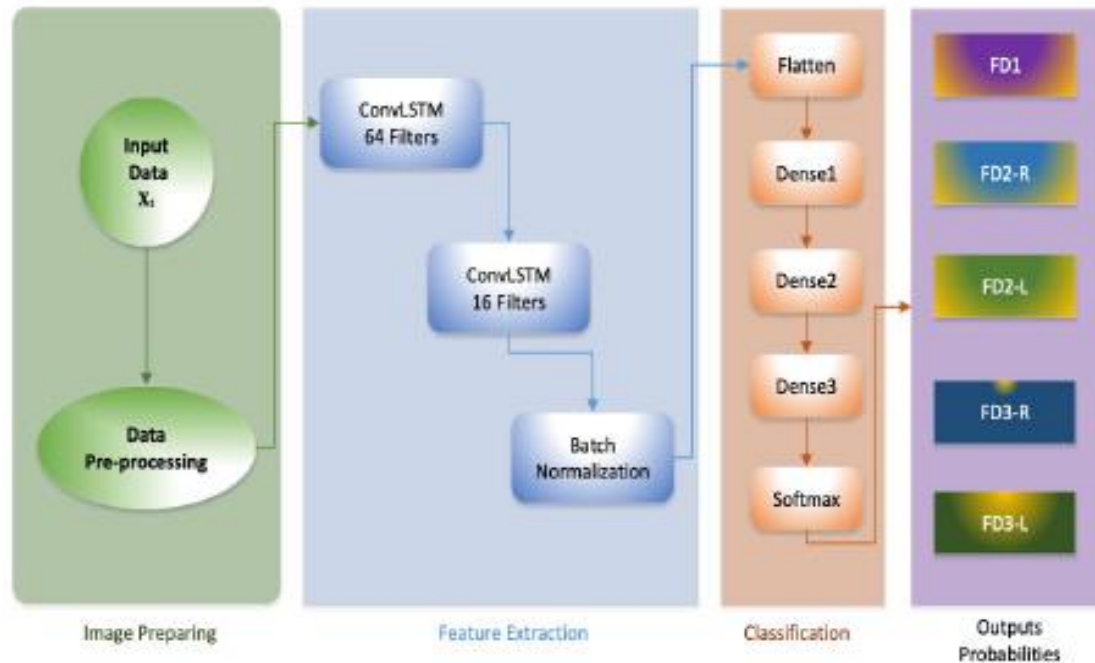 Input
Data
X₁
Data
Pre-processing
Image Preparing
ConvLSTM
64 Filters
ConvLSTM
16 Filters
Batch
Normalization
Feature Extraction
Flatten
Dense1
Dense2
Dense3
Softmax
Classification
FD1
FD2-R
FD2-L
FD3-R
FD3-L
Outputs
Probabilities